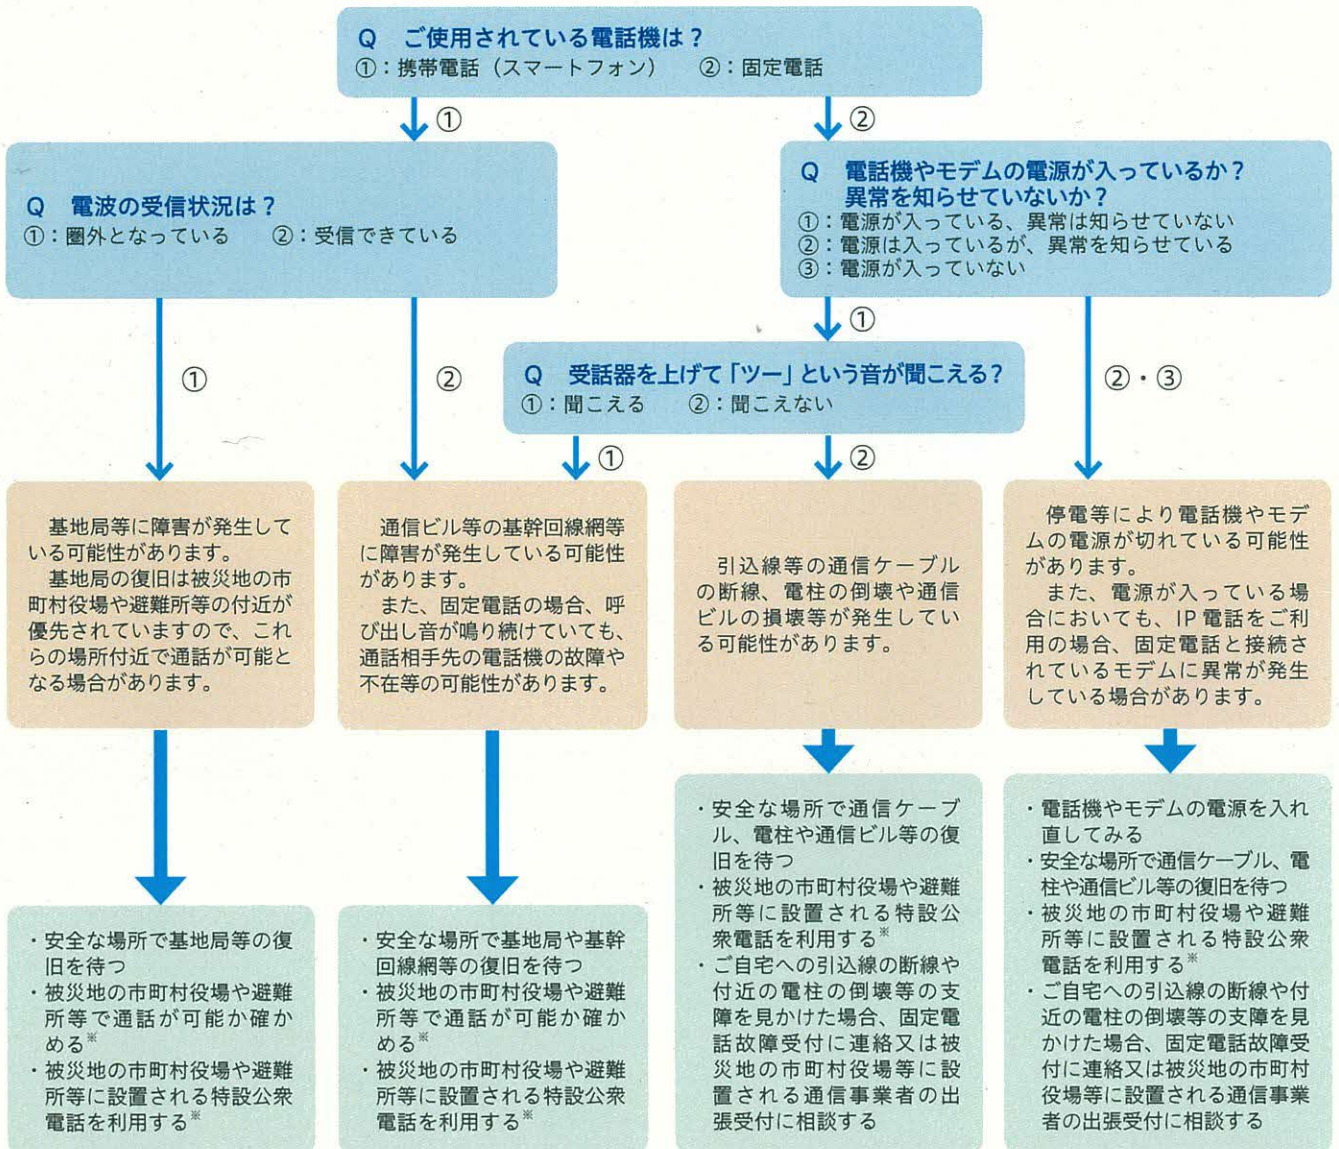 Q ご使用されている電話機は？
①：携帯電話（スマートフォン） ②：固定電話
①
②
Q 電波の受信状況は？
①：圏外となっている ②：受信できている
Q 電話機やモデムの電源が入っているか？
異常を知らせていないか？
①：電源が入っている、異常は知らせていない
②：電源は入っているが、異常を知らせている
③：電源が入っていない
①
②
①
②・③
Q 受話器を上げて「ツー」という音が聞こえる？
①：聞こえる ②：聞こえない
①
②
基地局等に障害が発生して
いる可能性があります。
基地局の復旧は被災地の市
町村役場や避難所等の付近が
優先されていますので、これ
らの場所付近で通話が可能と
なる場合があります。
通信ビル等の基幹回線網等
に障害が発生している可能性
があります。
また、固定電話の場合、呼
び出し音が鳴り続けていても、
通話相手先の電話機の故障や
不在等の可能性があります。
引込線等の通信ケーブル
の断線、電柱の倒壊や通信
ビルの損壊等が発生してい
る可能性があります。
停電等により電話機やモデ
ムの電源が切れている可能性
があります。
また、電源が入っている場
合においても、IP 電話をご利
用の場合、固定電話と接続さ
れているモデムに異常が発生
している場合があります。
・安全な場所で基地局等の復
旧を待つ
・被災地の市町村役場や避難
所等で通話が可能か確か
める※
・被災地の市町村役場や避難
所等に設置される特設公衆
電話を利用する※
・安全な場所で基地局や基幹
回線網等の復旧を待つ
・被災地の市町村役場や避難
所等で通話が可能か確か
める※
・被災地の市町村役場や避難
所等に設置される特設公衆
電話を利用する※
・安全な場所で通信ケーブ
ル、電柱や通信ビル等の復
旧を待つ
・被災地の市町村役場や避難
所等に設置される特設公
衆電話を利用する※
・ご自宅への引込線の断線や
付近の電柱の倒壊等の支
障を見かけた場合、固定電
話故障受付に連絡又は被
災地の市町村役場等に設
置される通信事業者の出
張受付に相談する
・電話機やモデムの電源を入れ
直してみる
・安全な場所で通信ケーブル、電
柱や通信ビル等の復旧を待つ
・被災地の市町村役場や避難
所等に設置される特設公衆
電話を利用する※
・ご自宅への引込線の断線や付
近の電柱の倒壊等の支障を見
かけた場合、固定電話故障受
付に連絡又は被災地の市町村
役場等に設置される通信事業
者の出張受付に相談する